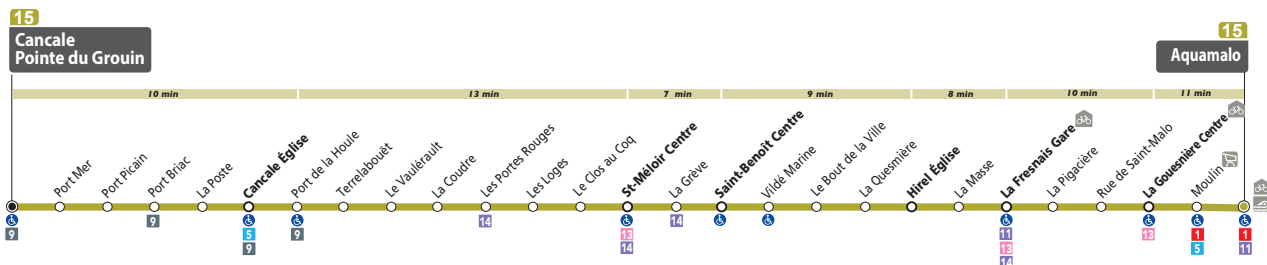 15
Cancale
Pointe du Grouin
15
Aquamalo
10 min
13 min
7 min
9 min
8 min
10 min
11 min
Port Mer
Port Picain
Port Briac
La Poste
Cancale Église
Port de la Houle
Terrelabouët
Le Vaulérault
La Coudre
Les Portes Rouges
Les Loges
Le Clos au Coq
St-Méloir Centre
La Grève
Saint-Benoît Centre
Vildé Marine
Le Bout de la Ville
La Quesmière
Hirel Église
La Masse
La Fresnais Gare
La Pigacière
Rue de Saint-Malo
La Gouesnière Centre
Moulin
9
9
5
9
9
14
13
14
14
11
13
14
13
1
5
1
11